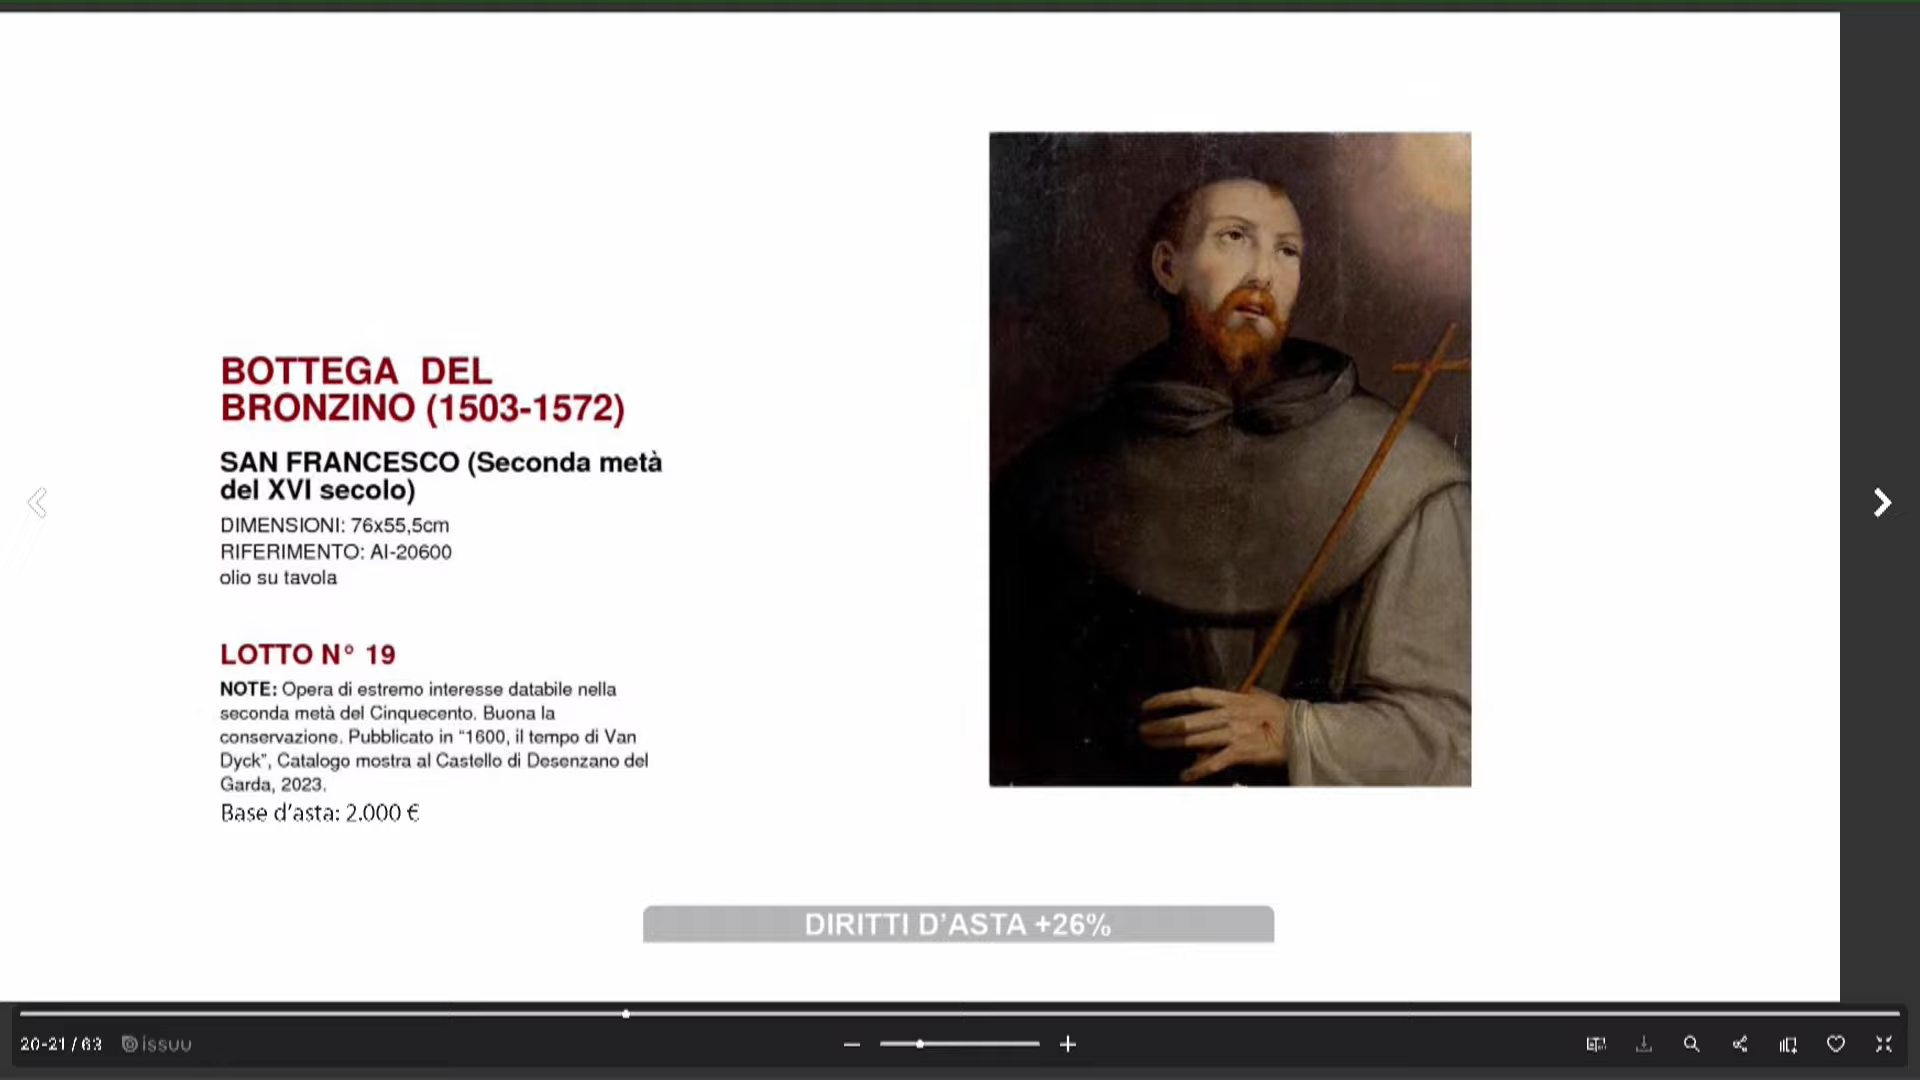 BOTTEGA DEL
BRONZINO (1503-1572)
SAN FRANCESCO (Seconda metà
del XVI secolo)
DIMENSIONI: 76x55,5cm
RIFERIMENTO: AI-20600
olio su tavola
LOTTO N° 19
NOTE: Opera di estremo interesse databile nella
seconda metà del Cinquecento. Buona la
conservazione. Pubblicato in “1600, il tempo di Van
Dyck”, Catalogo mostra al Castello di Desenzano del
Garda, 2023.
Base d’asta: 2.000 €
DIRITTI D’ASTA +26%
20-21 / 63 issuu